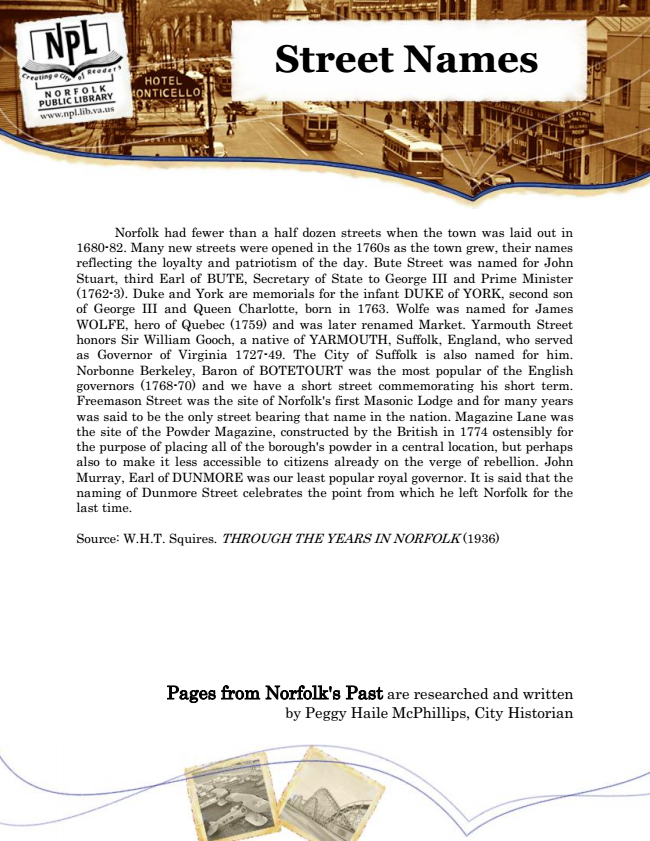 NPL
Creating a City of Readers
NORFOLK
PUBLIC LIBRARY
www.npl.lib.va.us
Street Names
HOTEL
MONTICELLO
MONTICELLO
Norfolk had fewer than a half dozen streets when the town was laid out in
1680-82. Many new streets were opened in the 1760s as the town grew, their names
reflecting the loyalty and patriotism of the day. Bute Street was named for John
Stuart, third Earl of BUTE, Secretary of State to George III and Prime Minister
(1762-3). Duke and York are memorials for the infant DUKE of YORK, second son
of George III and Queen Charlotte, born in 1763. Wolfe was named for James
WOLFE, hero of Quebec (1759) and was later renamed Market. Yarmouth Street
honors Sir William Gooch, a native of YARMOUTH, Suffolk, England, who served
as Governor of Virginia 1727-49. The City of Suffolk is also named for him.
Norbonne Berkeley, Baron of BOTETOURT was the most popular of the English
governors (1768-70) and we have a short street commemorating his short term.
Freemason Street was the site of Norfolk's first Masonic Lodge and for many years
was said to be the only street bearing that name in the nation. Magazine Lane was
the site of the Powder Magazine, constructed by the British in 1774 ostensibly for
the purpose of placing all of the borough's powder in a central location, but perhaps
also to make it less accessible to citizens already on the verge of rebellion. John
Murray, Earl of DUNMORE was our least popular royal governor. It is said that the
naming of Dunmore Street celebrates the point from which he left Norfolk for the
last time.
Source: W.H.T. Squires. THROUGH THE YEARS IN NORFOLK (1936)
Pages from Norfolk's Past are researched and written
by Peggy Haile McPhillips, City Historian